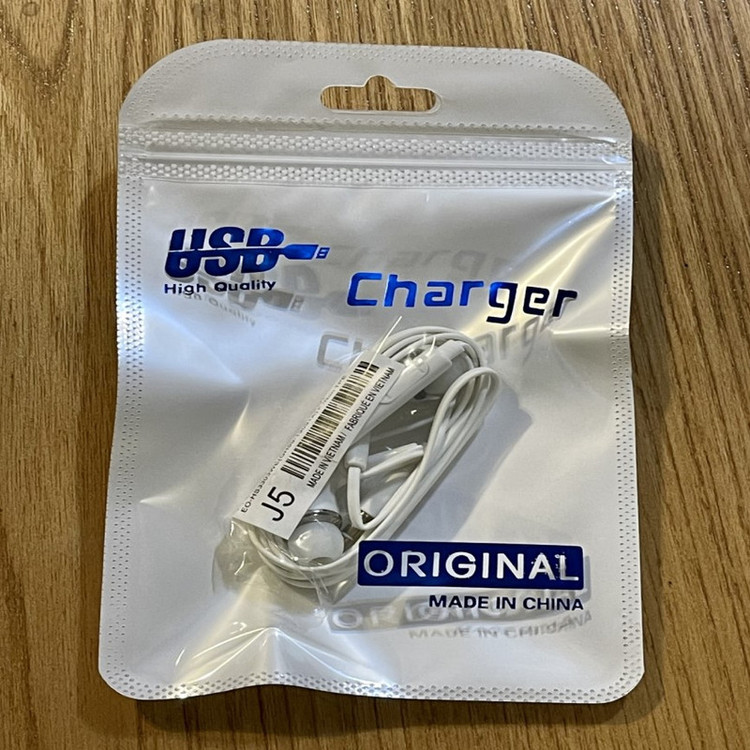 USB
High Quality
Charger
MADE IN VIETNAM / FABRIQUE EN VIETNAM
J5
ORIGINAL
MADE IN CHINA